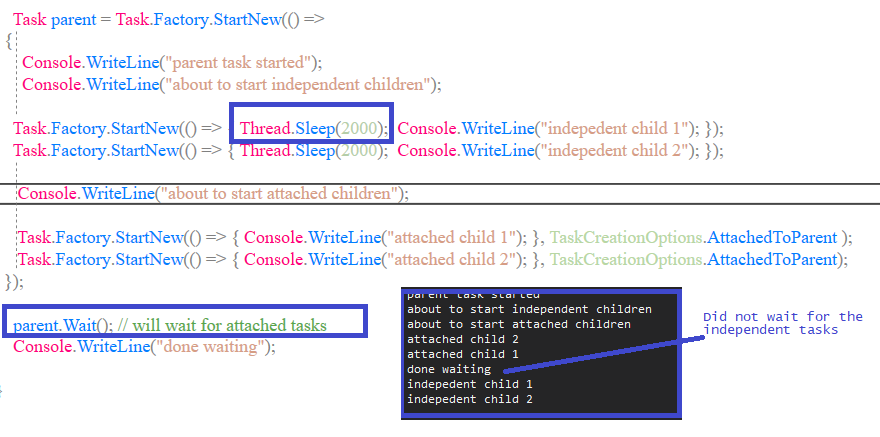 Task parent = Task.Factory.StartNew(() =>
{
Console.WriteLine("parent task started");
Console.WriteLine("about to start independent children");
Task.Factory.StartNew(() => { Thread.Sleep(2000); Console.WriteLine("indepedent child 1"); });
Task.Factory.StartNew(() => { Thread.Sleep(2000); Console.WriteLine("indepedent child 2"); });
Console.WriteLine("about to start attached children");
Task.Factory.StartNew(() => { Console.WriteLine("attached child 1"); }, TaskCreationOptions.AttachedToParent );
Task.Factory.StartNew(() => { Console.WriteLine("attached child 2"); }, TaskCreationOptions.AttachedToParent);
});
parent.Wait(); // will wait for attached tasks
Console.WriteLine("done waiting");
}
parent task started
about to start independent children
about to start attached children
attached child 2
attached child 1
done waiting
indepedent child 1
indepedent child 2
Did not wait for the
independent tasks